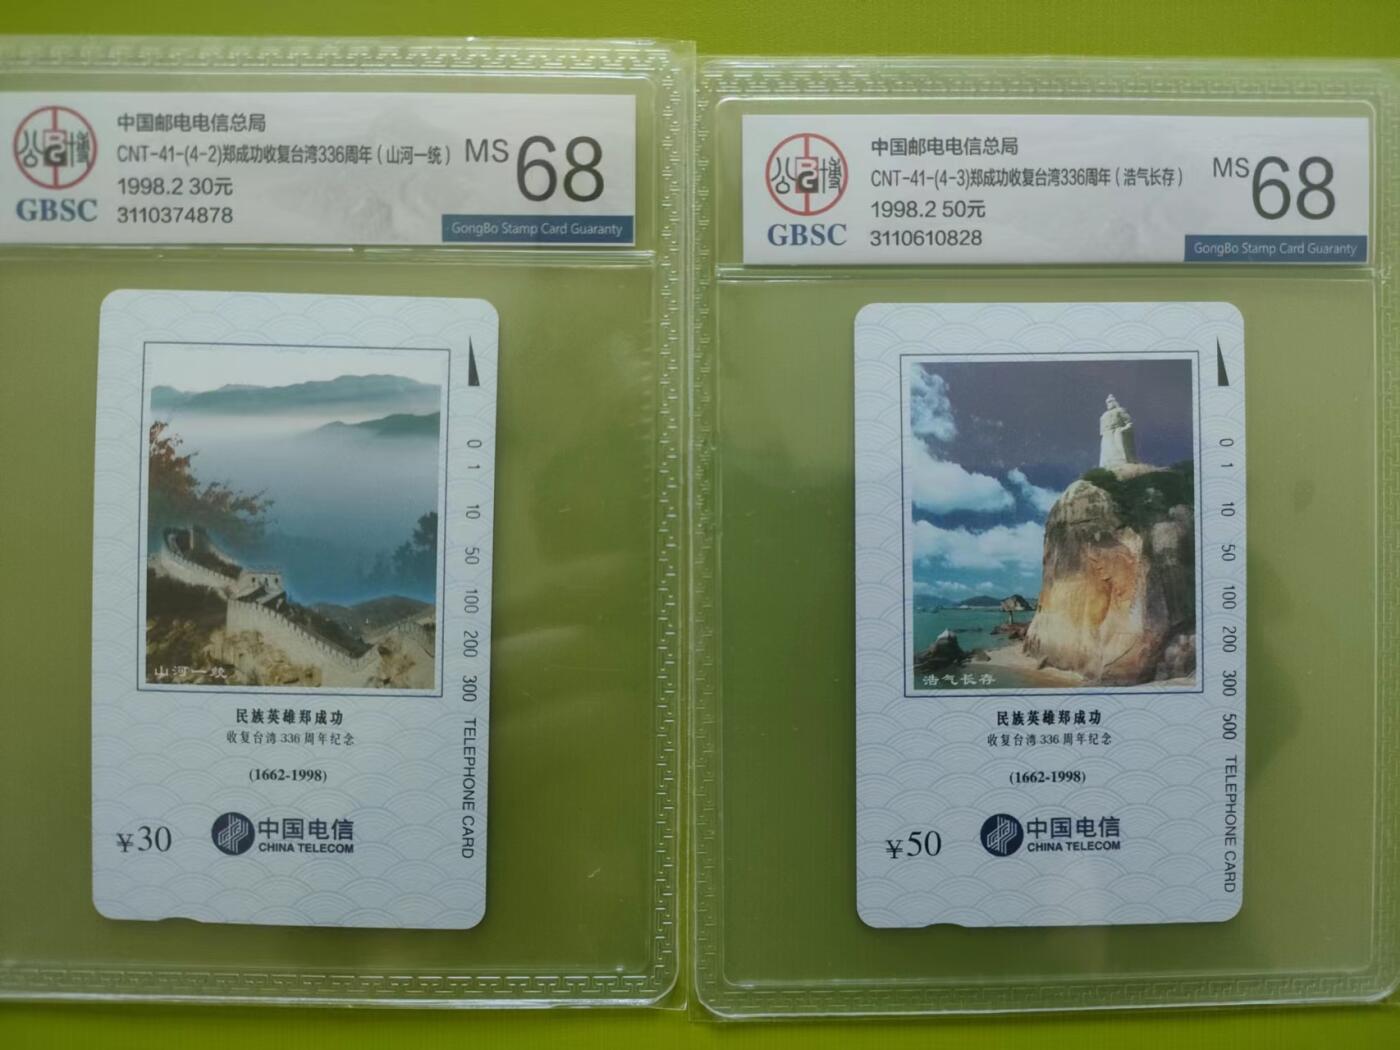 公博
GBSC
中国邮电电信总局
CNT-41-(4-2)郑成功收复台湾336周年（山河一统）
1998.2 30元
3110374878
MS 68
GongBo Stamp Card Guaranty
山河一统
民族英雄郑成功
收复台湾336周年纪念
(1662-1998)
¥30
中国电信
CHINA TELECOM
0 1 10 50 100 200 300 TELEPHONE CARD
公博
GBSC
中国邮电电信总局
CNT-41-(4-3)郑成功收复台湾336周年（浩气长存）
1998.2 50元
3110610828
MS 68
GongBo Stamp Card Guaranty
浩气长存
民族英雄郑成功
收复台湾336周年纪念
(1662-1998)
¥50
中国电信
CHINA TELECOM
0 1 10 50 100 200 300 500 TELEPHONE CARD